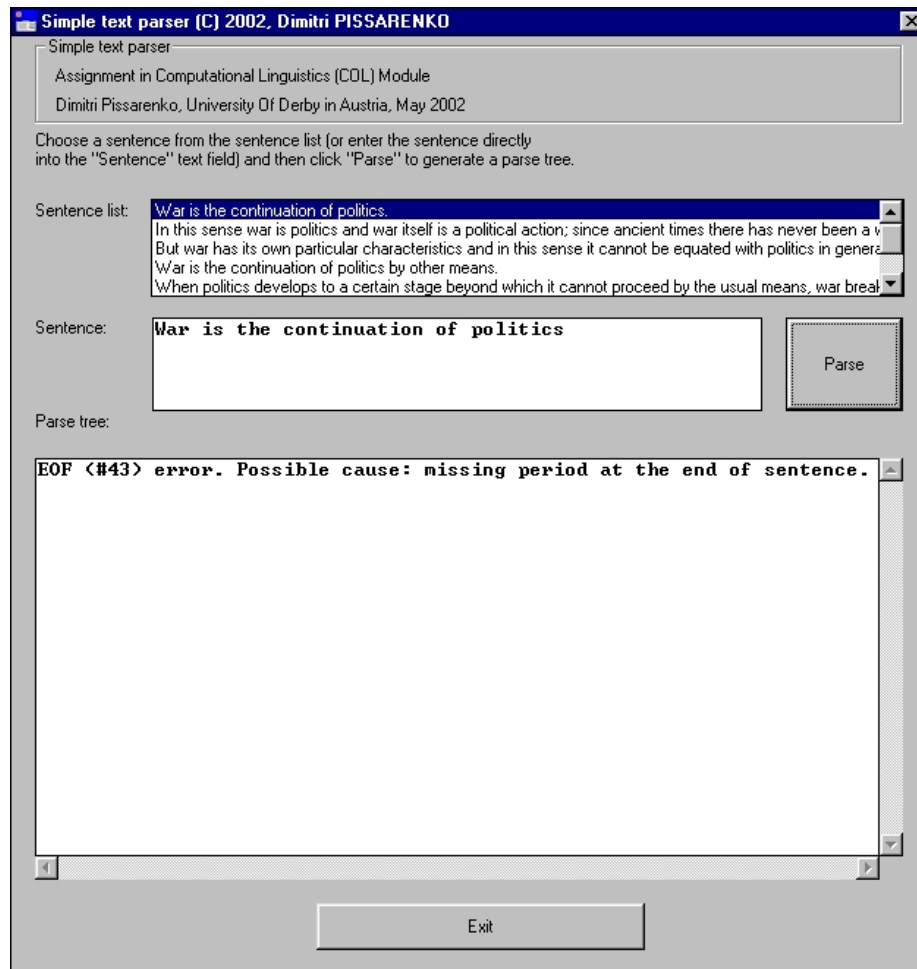 Simple text parser (C) 2002, Dimitri PISSARENKO
Simple text parser
Assignment in Computational Linguistics (COL) Module
Dimitri Pissarenko, University Of Derby in Austria, May 2002
Choose a sentence from the sentence list (or enter the sentence directly
into the "Sentence" text field) and then click "Parse" to generate a parse tree.
Sentence list:
War is the continuation of politics.
In this sense war is politics and war itself is a political action; since ancient times there has never been a
But war has its own particular characteristics and in this sense it cannot be equated with politics in genera
War is the continuation of politics by other means.
When politics develops to a certain stage beyond which it cannot proceed by the usual means, war breal
Sentence:
War is the continuation of politics
Parse
Parse tree:
EOF (#43) error. Possible cause: missing period at the end of sentence.
Exit